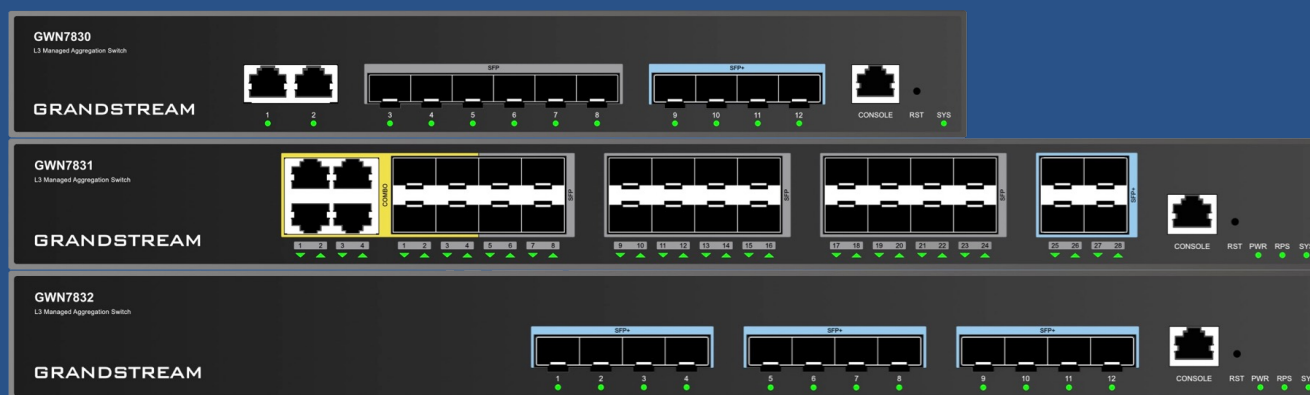 GWN7830
L3 Managed Aggregation Switch
SFP
SFP+
GRANDSTREAM
1 2 3 4 5 6 7 8 9 10 11 12 CONSOLE RST SYS
GWN7831
L3 Managed Aggregation Switch
COMBO
SFP
SFP
SFP
SFP+
GRANDSTREAM
1 2 3 4 1 2 3 4 5 6 7 8 9 10 11 12 13 14 15 16 17 18 19 20 21 22 23 24 25 26 27 28 CONSOLE RST PWR RPS SY
GWN7832
L3 Managed Aggregation Switch
SFP+ SFP+ SFP+
GRANDSTREAM
1 2 3 4 5 6 7 8 9 10 11 12 CONSOLE RST PWR RPS SY